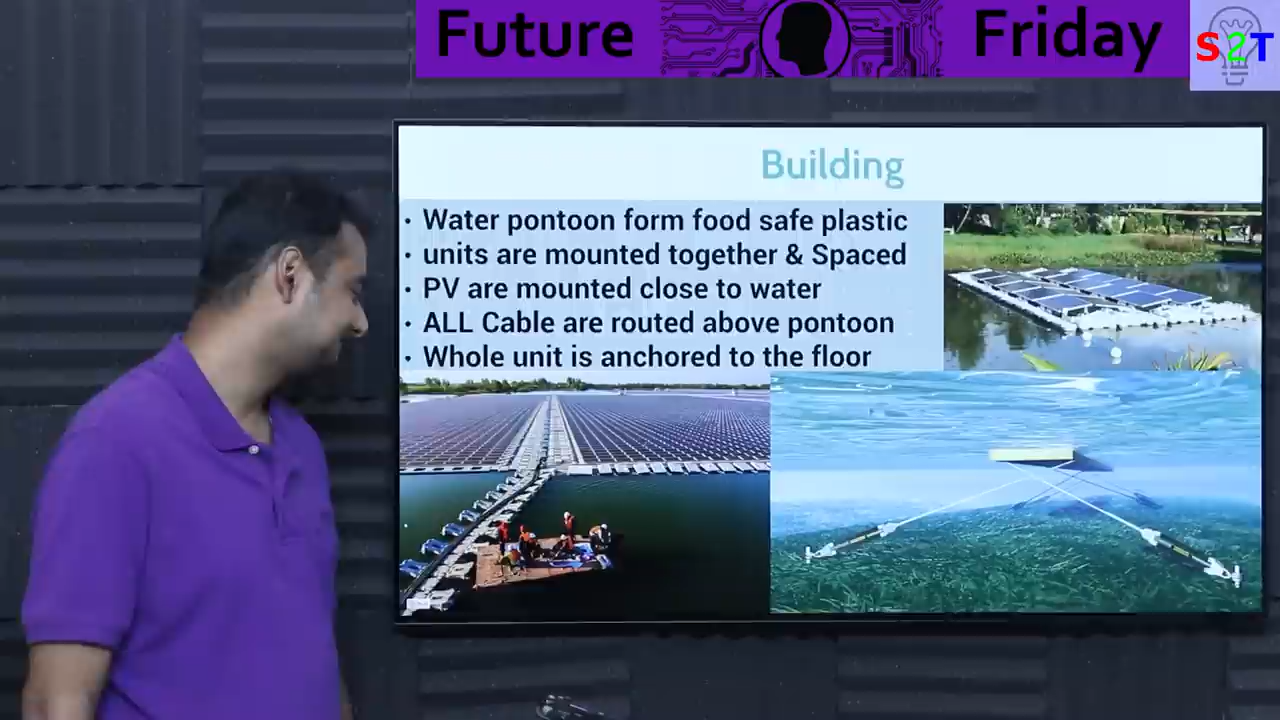 Future Friday
S2T
Building
• Water pontoon form food safe plastic
• units are mounted together & Spaced
• PV are mounted close to water
• ALL Cable are routed above pontoon
• Whole unit is anchored to the floor